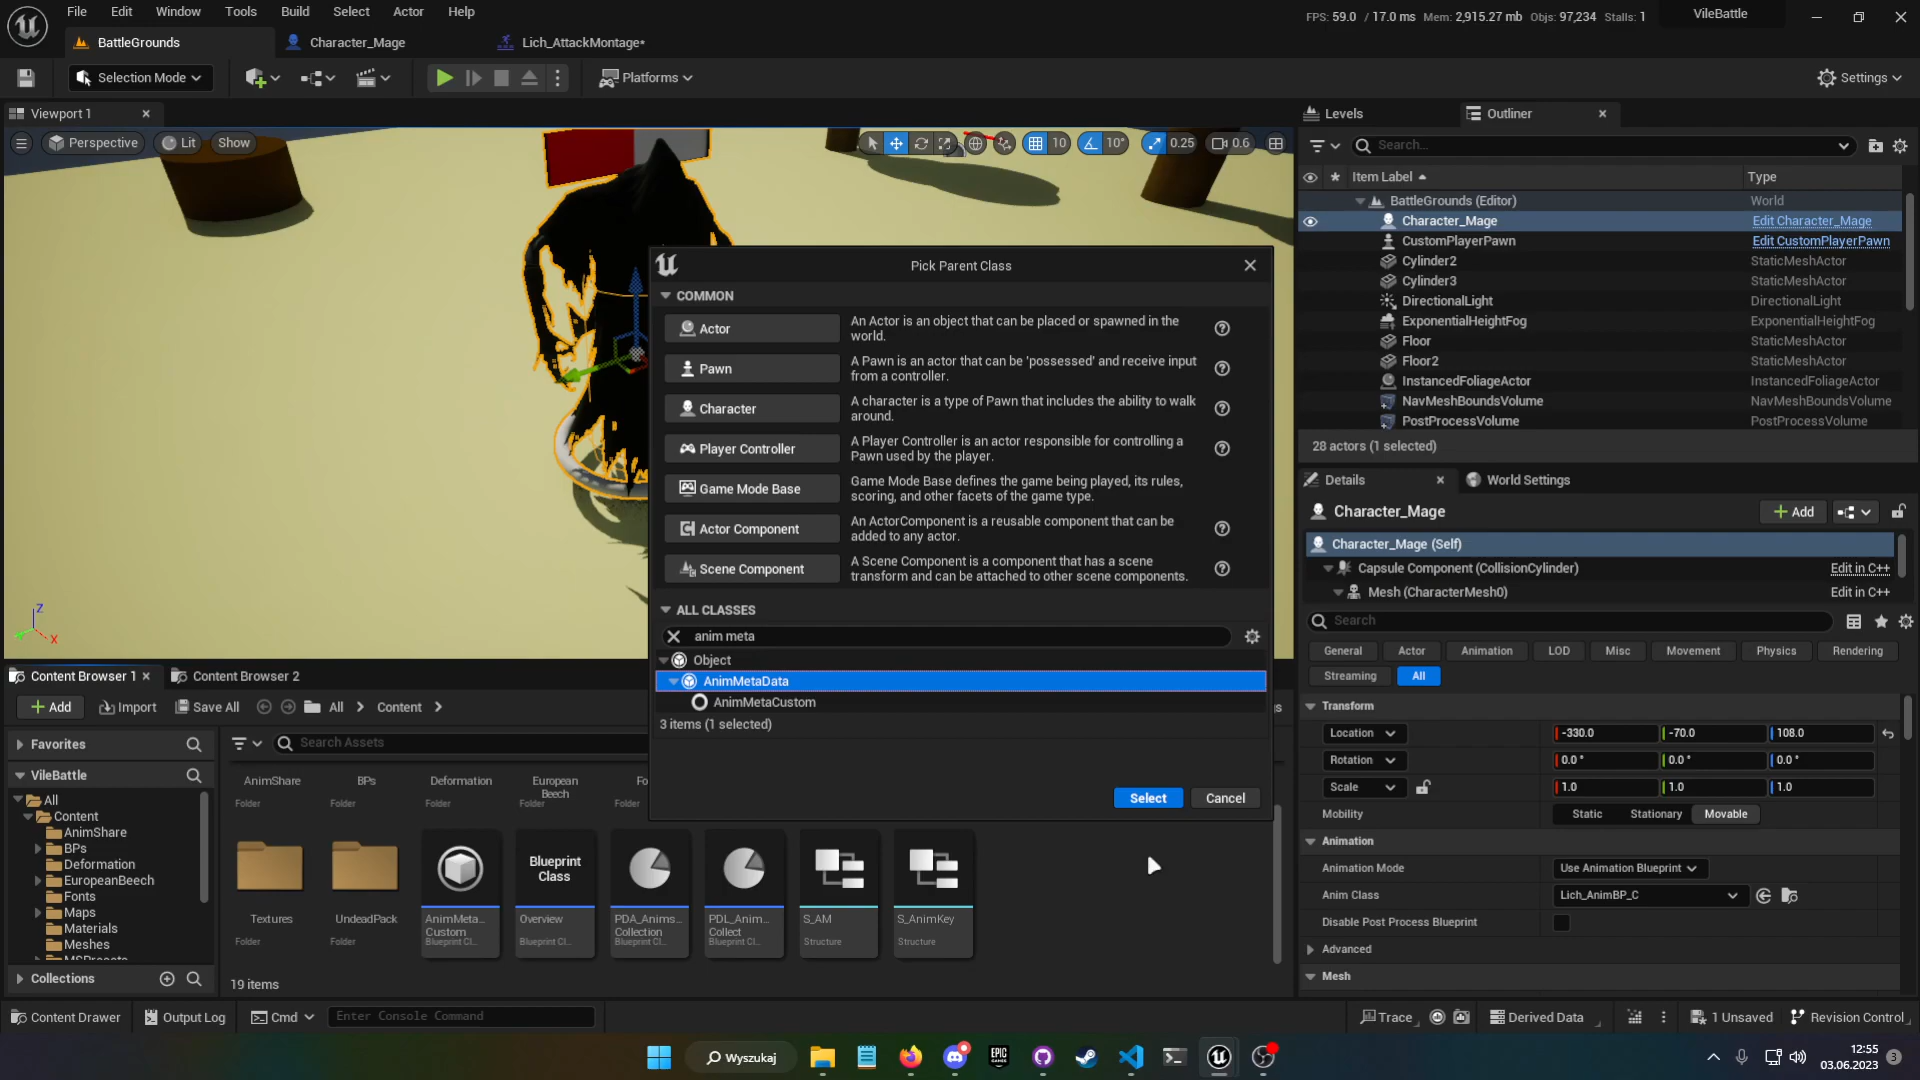 File Edit Window Tools Build Select Actor Help
FPS: 59.0 / 17.0 ms Mem: 2,915.27 mb Objs: 97,234 Stalls: 1
VileBattle
BattleGrounds
Character_Mage
Lich_AttackMontage*
Selection Mode
Platforms
Settings
Viewport 1
Perspective
Lit
Show
10
10°
0.25
0.6
Levels
Outliner
Search...
Item Label
Type
BattleGrounds (Editor) World
Character_Mage Edit Character_Mage
CustomPlayerPawn Edit CustomPlayerPawn
Cylinder2 StaticMeshActor
Cylinder3 StaticMeshActor
DirectionalLight DirectionalLight
ExponentialHeightFog ExponentialHeightFog
Floor StaticMeshActor
Floor2 StaticMeshActor
InstancedFoliageActor InstancedFoliageActor
NavMeshBoundsVolume NavMeshBoundsVolume
PostProcessVolume PostProcessVolume
28 actors (1 selected)
Pick Parent Class
COMMON
Actor
An Actor is an object that can be placed or spawned in the
world.
Pawn
A Pawn is an actor that can be 'possessed' and receive input
from a controller.
Character
A character is a type of Pawn that includes the ability to walk
around.
Player Controller
A Player Controller is an actor responsible for controlling a
Pawn used by the player.
Game Mode Base
Game Mode Base defines the game being played, its rules,
scoring, and other facets of the game type.
Actor Component
An ActorComponent is a reusable component that can be
added to any actor.
Scene Component
A Scene Component is a component that has a scene
transform and can be attached to other scene components.
ALL CLASSES
anim meta
Object
AnimMetaData
AnimMetaCustom
3 items (1 selected)
Select
Cancel
Details
World Settings
Character_Mage
Add
Character_Mage (Self)
Capsule Component (CollisionCylinder) Edit in C++
Mesh (CharacterMesh0) Edit in C++
Search
General Actor Animation LOD Misc Movement Physics Rendering
Streaming All
Transform
Location -330.0 -70.0 108.0
Rotation 0.0 ° 0.0 ° 0.0 °
Scale 1.0 1.0 1.0
Mobility Static Stationary Movable
Animation
Animation Mode Use Animation Blueprint
Anim Class Lich_AnimBP_C
Disable Post Process Blueprint
Advanced
Mesh
Content Browser 1
Content Browser 2
Add
Import
Save All
All
Content
Favorites
VileBattle
All
Content
AnimShare
BPs
Deformation
EuropeanBeech
Fonts
Maps
Materials
Meshes
Collections
Search Assets
AnimShare
Folder
BPs
Folder
Deformation
Folder
European
Beech
Folder
Folder
Textures
Folder
UndeadPack
Folder
AnimMeta...
Custom
Blueprint Cl...
Blueprint
Class
Overview
Blueprint Cl...
PDA_Anims...
Collection
Blueprint Cl...
PDL_Anim...
Collect
Blueprint Cl...
S_AM
Structure
S_AnimKey
Structure
19 items
Content Drawer
Output Log
Cmd
Enter Console Command
Trace
Derived Data
1 Unsaved
Revision Control
Wyszukaj
EPIC
GAMES
12:55
03.06.2023
3